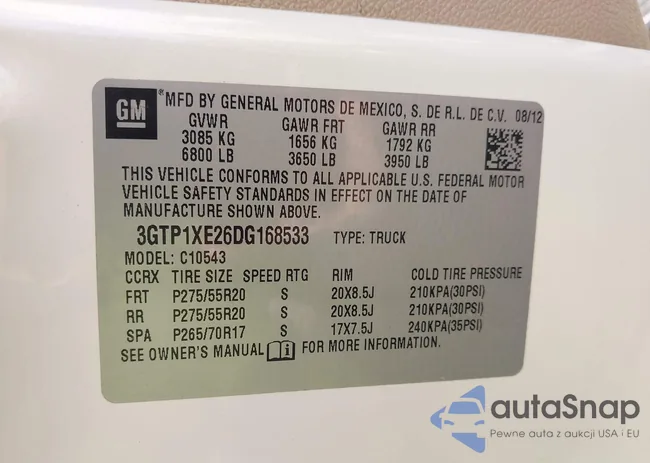 GM
MFD BY GENERAL MOTORS DE MEXICO, S. DE R.L. DE C.V. 08/12
GVWR GAWR FRT GAWR RR
3085 KG 1656 KG 1792 KG
6800 LB 3650 LB 3950 LB
THIS VEHICLE CONFORMS TO ALL APPLICABLE U.S. FEDERAL MOTOR
VEHICLE SAFETY STANDARDS IN EFFECT ON THE DATE OF
MANUFACTURE SHOWN ABOVE.
3GTP1XE26DG168533 TYPE: TRUCK
MODEL: C10543
CCRX TIRE SIZE SPEED RTG RIM COLD TIRE PRESSURE
FRT P275/55R20 S 20X8.5J 210KPA(30PSI)
RR P275/55R20 S 20X8.5J 210KPA(30PSI)
SPA P265/70R17 S 17X7.5J 240KPA(35PSI)
SEE OWNER'S MANUAL FOR MORE INFORMATION.
autaSnap
Pewne auta z aukcji USA i EU